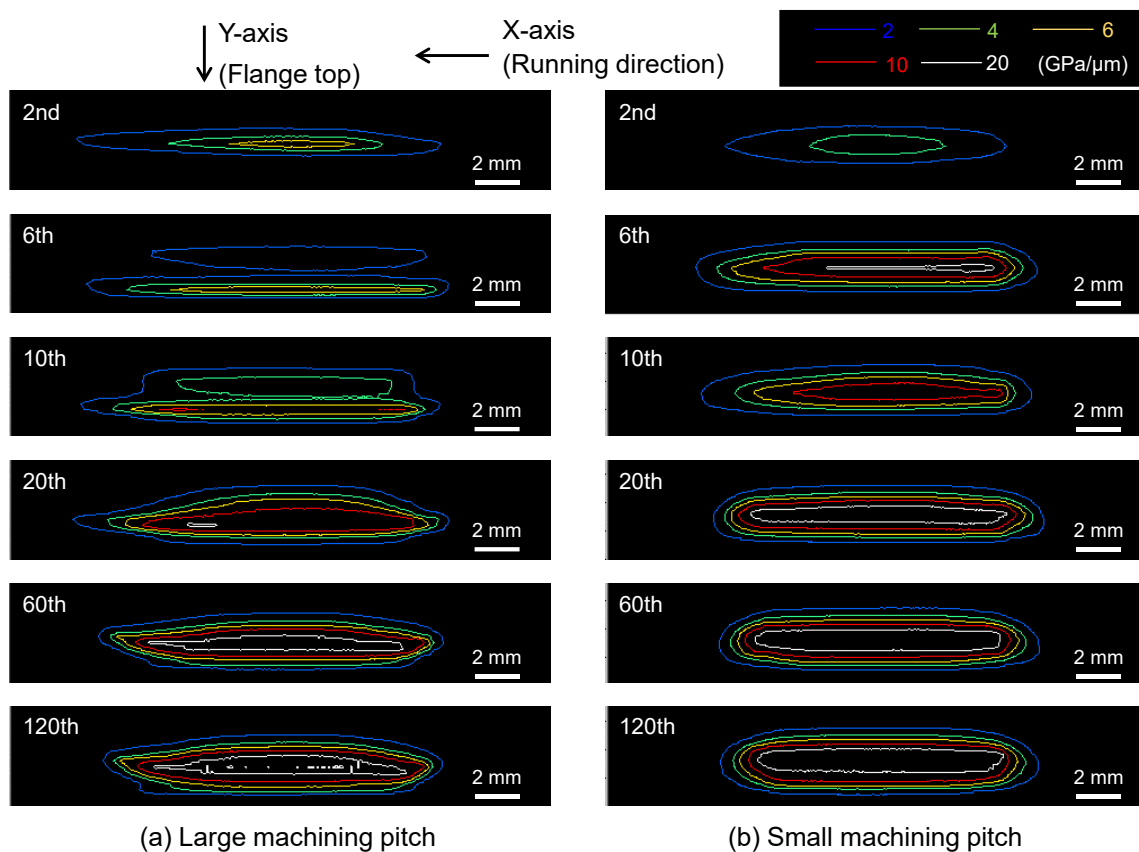 Y-axis
(Flange top)
X-axis
(Running direction)
2 4 6
10 20 (GPa/μm)
2nd
2 mm
2nd
2 mm
6th
2 mm
6th
2 mm
10th
2 mm
10th
2 mm
20th
2 mm
20th
2 mm
60th
2 mm
60th
2 mm
120th
2 mm
120th
2 mm
(a) Large machining pitch
(b) Small machining pitch